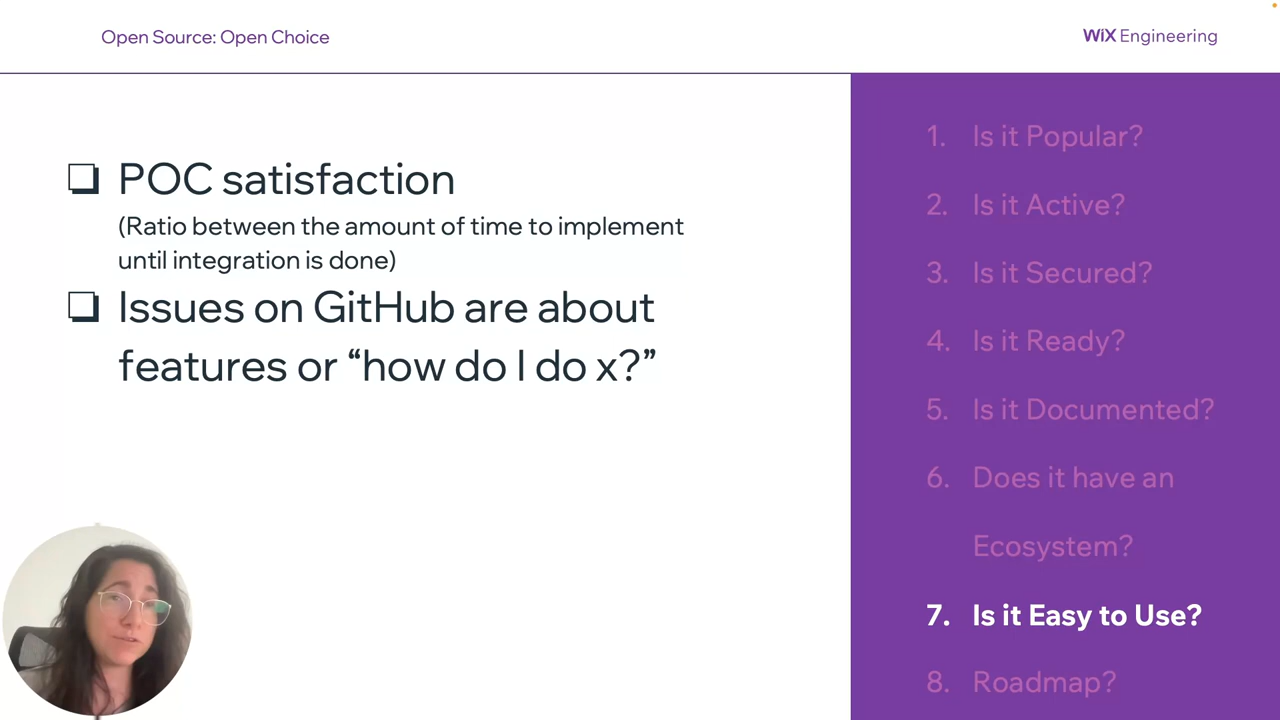 Open Source: Open Choice
WiX Engineering
❏ POC satisfaction
(Ratio between the amount of time to implement
until integration is done)
❏ Issues on GitHub are about
features or “how do I do x?”
1. Is it Popular?
2. Is it Active?
3. Is it Secured?
4. Is it Ready?
5. Is it Documented?
6. Does it have an
Ecosystem?
7. Is it Easy to Use?
8. Roadmap?